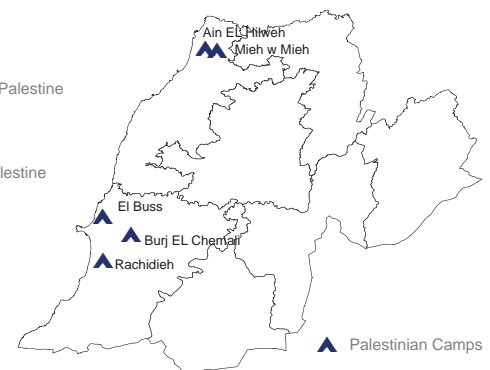 Ain EL Hilweh
Mieh w Mieh
Palestine
lestine
El Buss
Burj EL Chemali
Rachidieh
Palestinian Camps